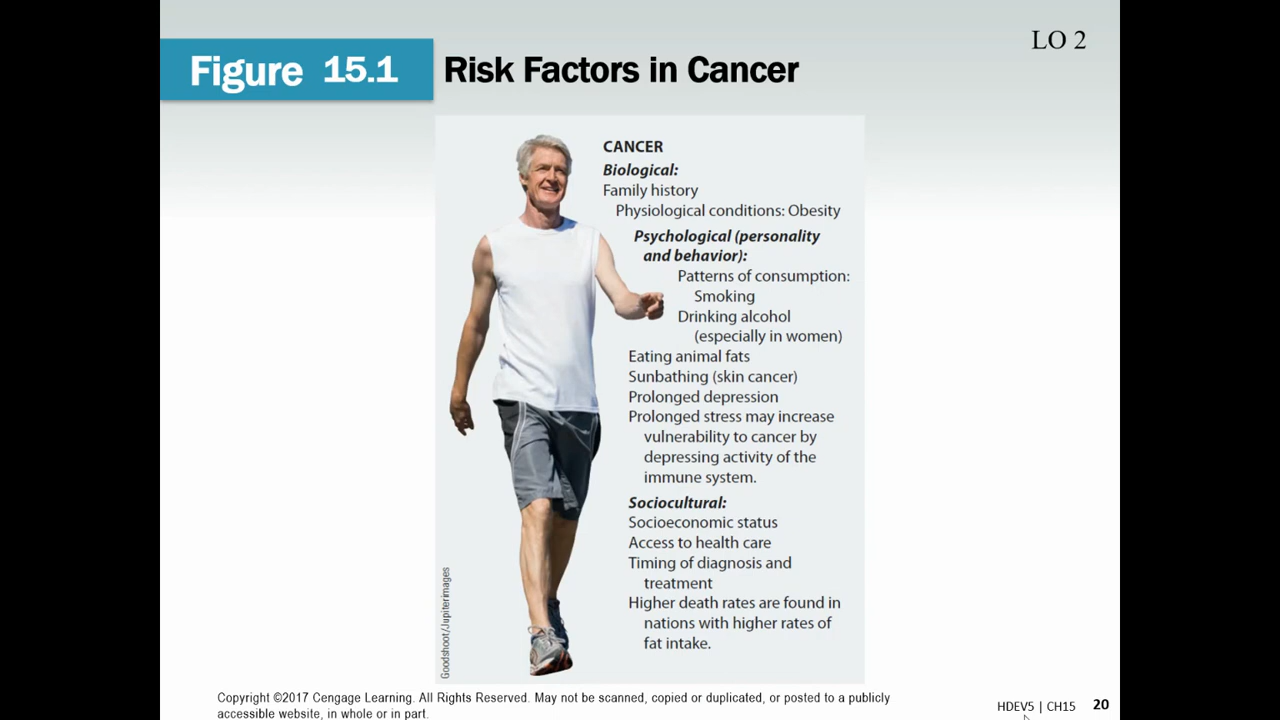 LO 2
Figure 15.1 Risk Factors in Cancer
CANCER
Biological:
Family history
Physiological conditions: Obesity
Psychological (personality
and behavior):
Patterns of consumption:
Smoking
Drinking alcohol
(especially in women)
Eating animal fats
Sunbathing (skin cancer)
Prolonged depression
Prolonged stress may increase
vulnerability to cancer by
depressing activity of the
immune system.
Sociocultural:
Socioeconomic status
Access to health care
Timing of diagnosis and
treatment
Higher death rates are found in
nations with higher rates of
fat intake.
Goodshoot/Jupiterimages
Copyright ©2017 Cengage Learning. All Rights Reserved. May not be scanned, copied or duplicated, or posted to a publicly
accessible website, in whole or in part.
HDEV5 | CH15 20